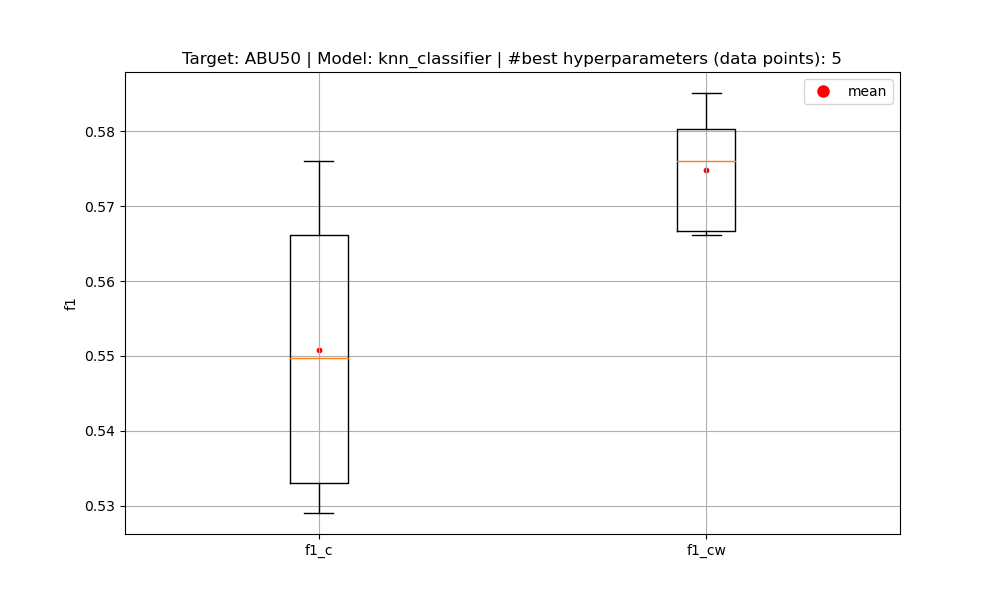 Target: ABU50 | Model: knn_classifier | #best hyperparameters (data points): 5
mean
0.58
0.57
0.56
0.55
0.54
0.53
f1
f1_c
f1_cw